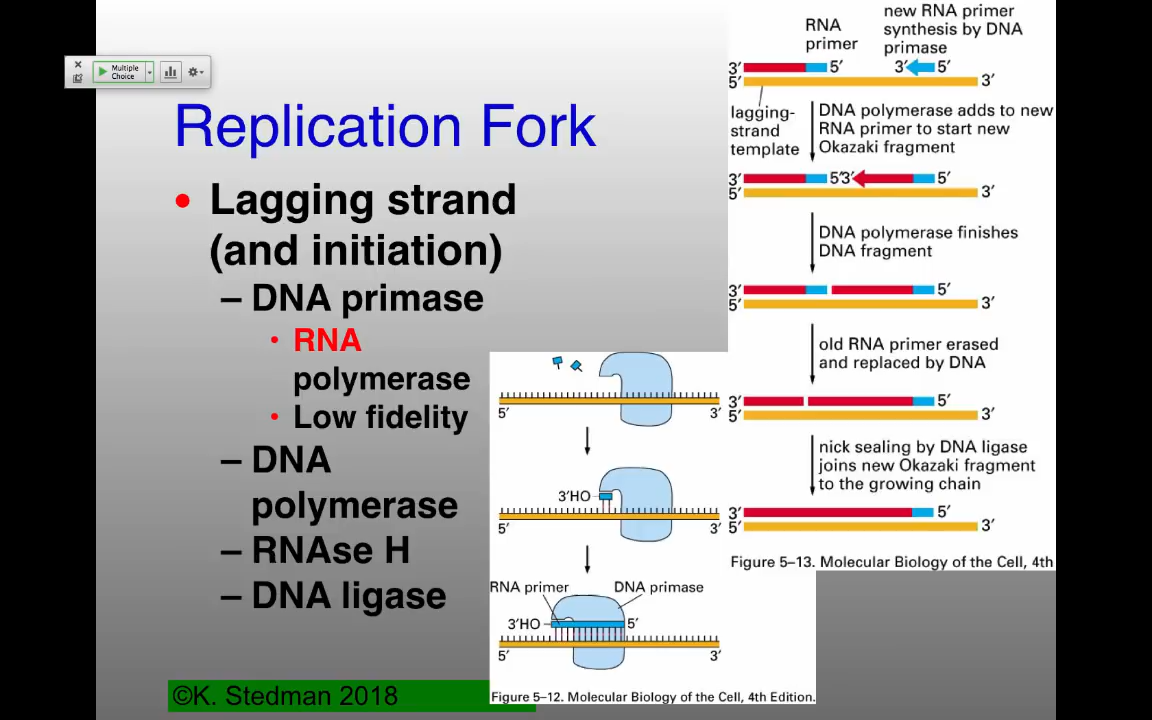 Multiple
Choice
Replication Fork
• Lagging strand
(and initiation)
– DNA primase
• RNA
polymerase
• Low fidelity
– DNA
polymerase
– RNAse H
– DNA ligase
©K. Stedman 2018
3′HO
RNA primer
DNA primase
5′
3′
5′
3′
3′HO
5′
3′
5′
Figure 5–12. Molecular Biology of the Cell, 4th Edition.
RNA
primer
new RNA primer
synthesis by DNA
primase
3′ 5′ 3′ 5′
5′ 3′
lagging-
strand
template
DNA polymerase adds to new
RNA primer to start new
Okazaki fragment
3′ 5′3′ 5′
5′ 3′
DNA polymerase finishes
DNA fragment
3′ 5′
5′ 3′
old RNA primer erased
and replaced by DNA
3′ 5′
5′ 3′
nick sealing by DNA ligase
joins new Okazaki fragment
to the growing chain
3′ 5′
5′ 3′
Figure 5–13. Molecular Biology of the Cell, 4th